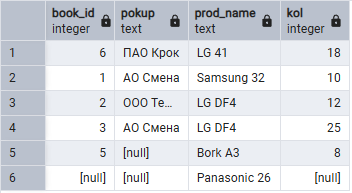 book_id pokup prod_name kol
integer text text integer
1 6 ПАО Крок LG 41 18
2 1 АО Смена Samsung 32 10
3 2 ООО Те... LG DF4 12
4 3 АО Смена LG DF4 25
5 5 [null] Bork A3 8
6 [null] [null] Panasonic 26 [null]